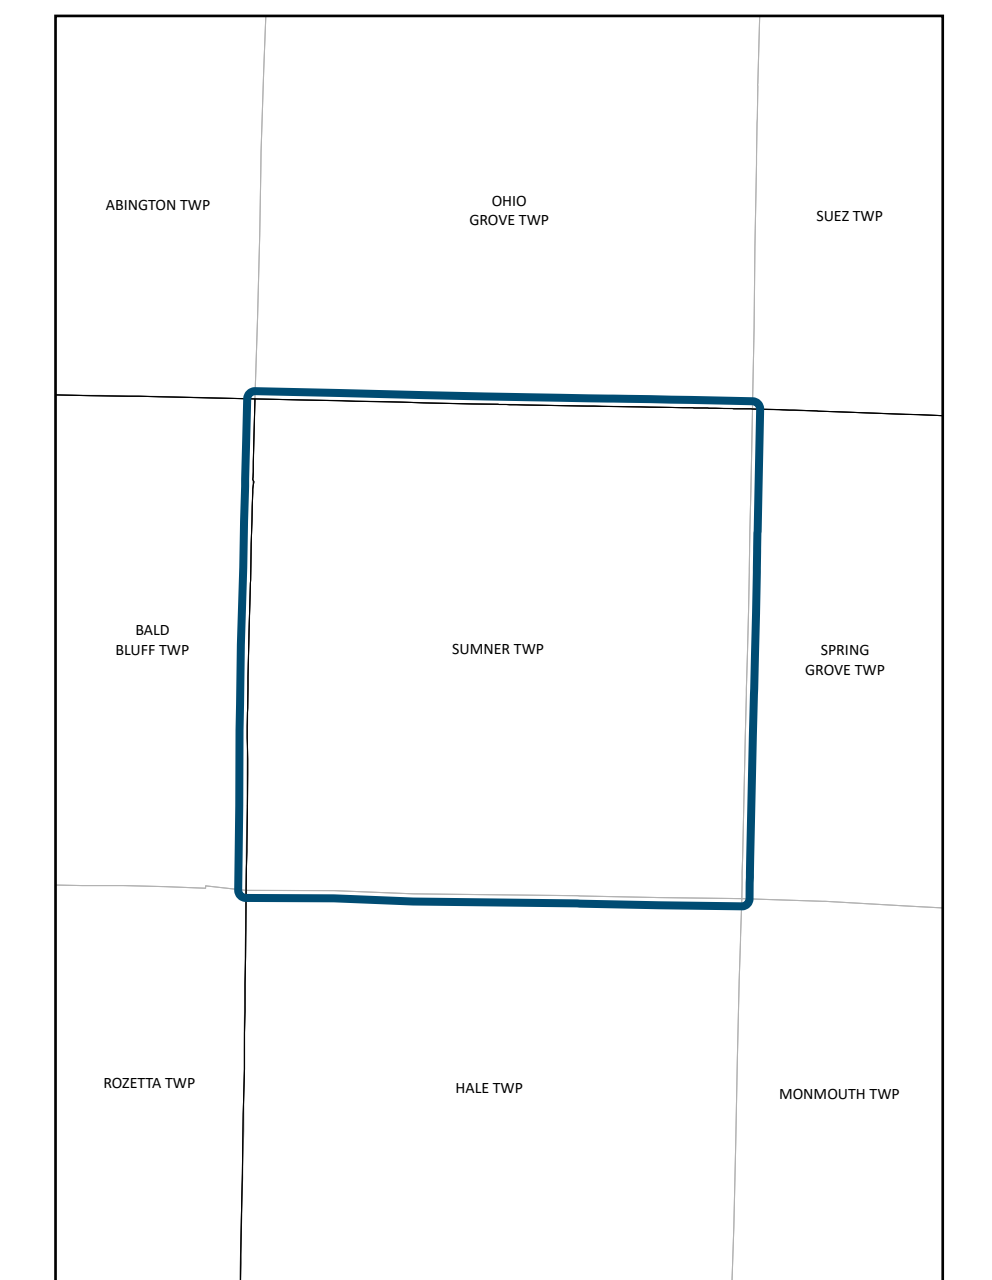 ABINGTON TWP
OHIO
GROVE TWP
SUEZ TWP
BALD
BLUFF TWP
SUMNER TWP
SPRING
GROVE TWP
ROZETTA TWP
HALE TWP
MONMOUTH TWP